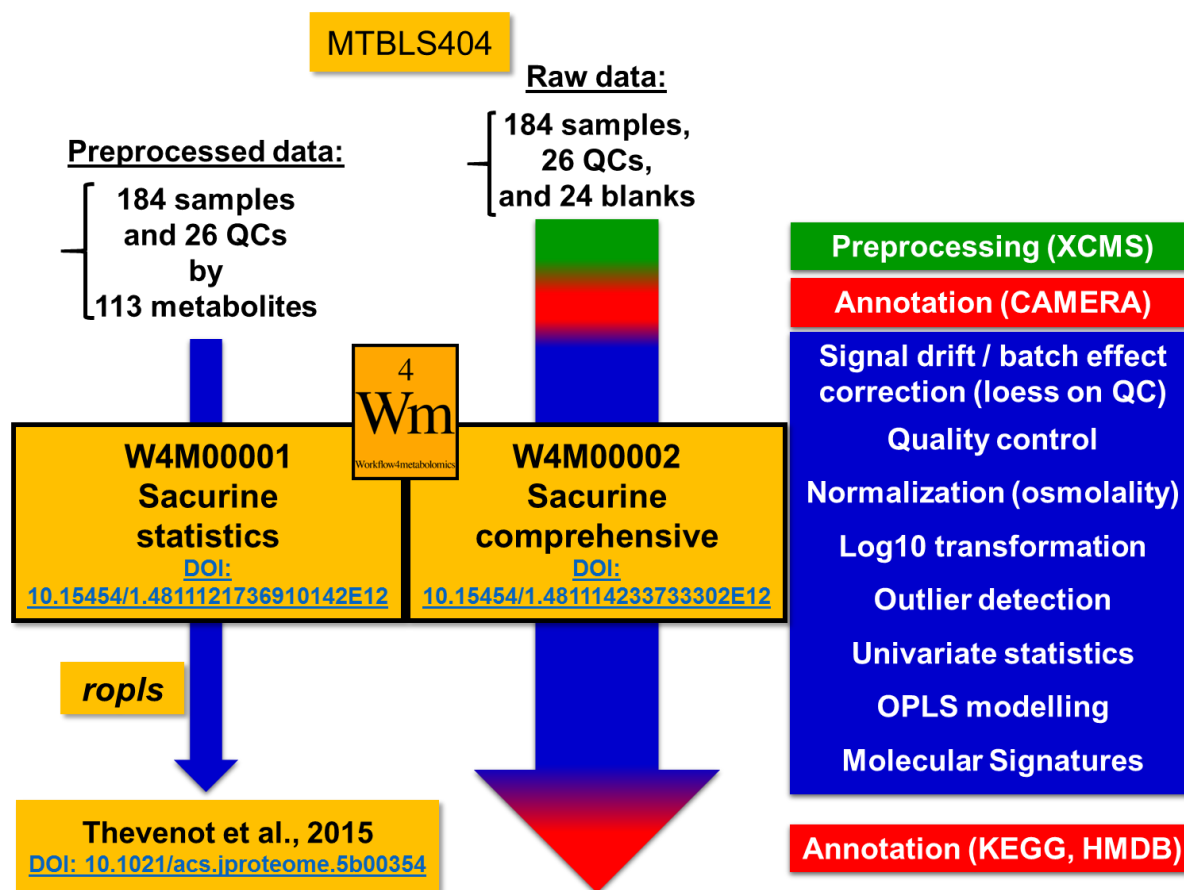 MTBLS404
Raw data:
184 samples,
26 QCs,
and 24 blanks
Preprocessed data:
184 samples
and 26 QCs
by
113 metabolites
4
Wm
Workflow4metabolomics
W4M00001
Sacurine
statistics
DOI:
10.15454/1.4811121736910142E12
W4M00002
Sacurine
comprehensive
DOI:
10.15454/1.481114233733302E12
ropls
Thevenot et al., 2015
DOI: 10.1021/acs.jproteome.5b00354
Preprocessing (XCMS)
Annotation (CAMERA)
Signal drift / batch effect
correction (loess on QC)
Quality control
Normalization (osmolality)
Log10 transformation
Outlier detection
Univariate statistics
OPLS modelling
Molecular Signatures
Annotation (KEGG, HMDB)